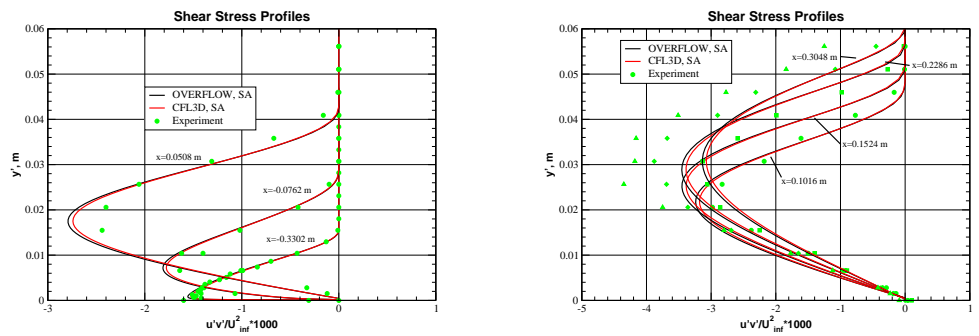 Shear Stress Profiles
0.06
0.05
0.04
0.03
0.02
0.01
0
y', m
OVERFLOW, SA
CFL3D, SA
Experiment
x=0.0508 m
x=-0.0762 m
x=-0.3302 m
-3
-2
-1
0
1
u'v'/U²inf*1000
Shear Stress Profiles
0.06
0.05
0.04
0.03
0.02
0.01
0
y', m
OVERFLOW, SA
CFL3D, SA
Experiment
x=0.3048 m
x=0.2286 m
x=0.1524 m
x=0.1016 m
-5
-4
-3
-2
-1
0
1
u'v'/U²inf*1000